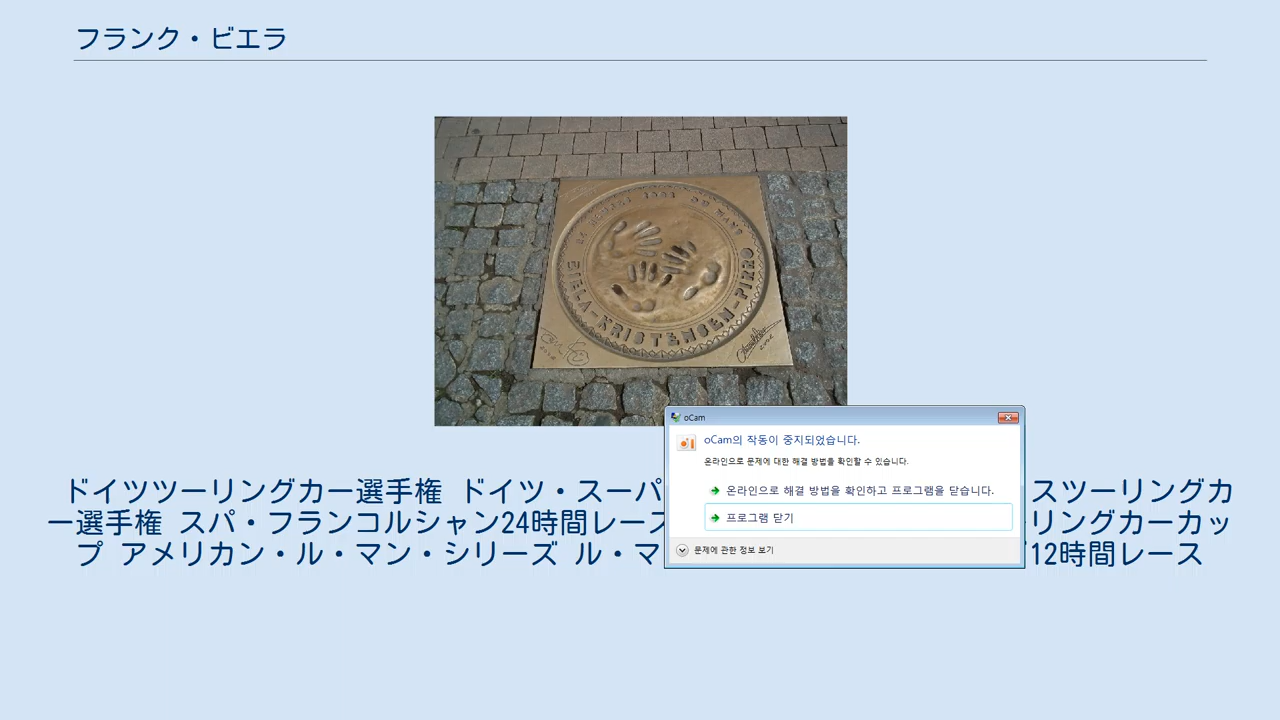 フランク・ビエラ
BIELA-KRISTENSEN-PIRRO
oCam
oCam의 작동이 중지되었습니다.
온라인으로 문제에 대한 해결 방법을 확인할 수 있습니다.
온라인으로 해결 방법을 확인하고 프로그램을 닫습니다.
프로그램 닫기
문제에 관한 정보 보기
ドイツツーリングカー選手権 ドイツ・スーパ スツーリングカ
ー選手権 スパ・フランコルシャン24時間レース リングカーカッ
プ アメリカン・ル・マン・シリーズ ル・マ 12時間レース